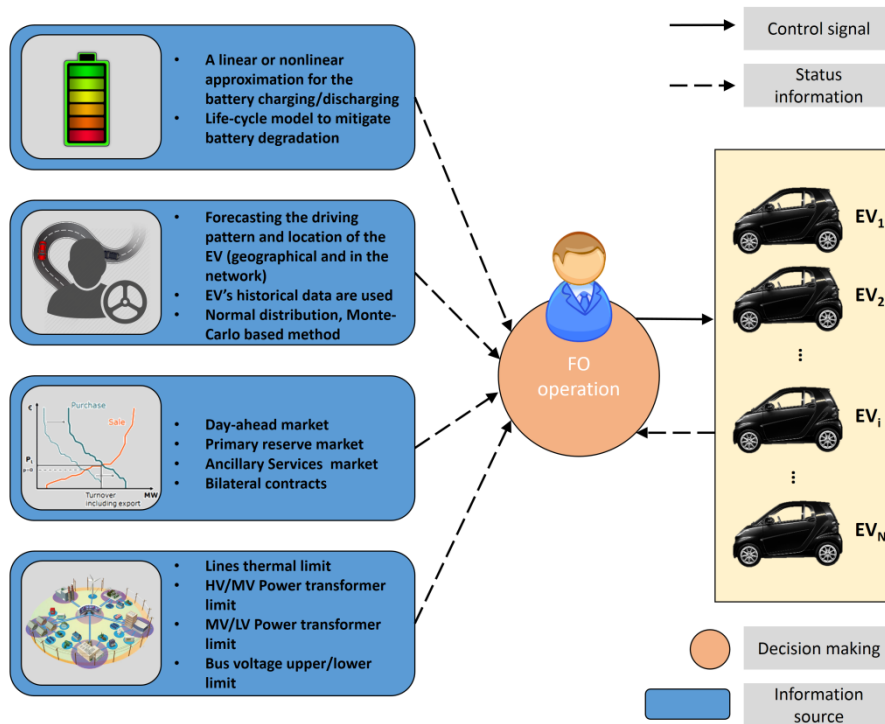 • A linear or nonlinear
approximation for the
battery charging/discharging
• Life-cycle model to mitigate
battery degradation
• Forecasting the driving
pattern and location of the
EV (geographical and in the
network)
• EV's historical data are used
• Normal distribution, Monte-
Carlo based method
€
Purchase
Sale
P
MW
Turnover
including export
• Day-ahead market
• Primary reserve market
• Ancillary Services market
• Bilateral contracts
• Lines thermal limit
• HV/MV Power transformer
limit
• MV/LV Power transformer
limit
• Bus voltage upper/lower
limit
FO
operation
Control signal
Status
information
EV₁
EV₂
...
EVᵢ
...
EV_N
Decision making
Information
source